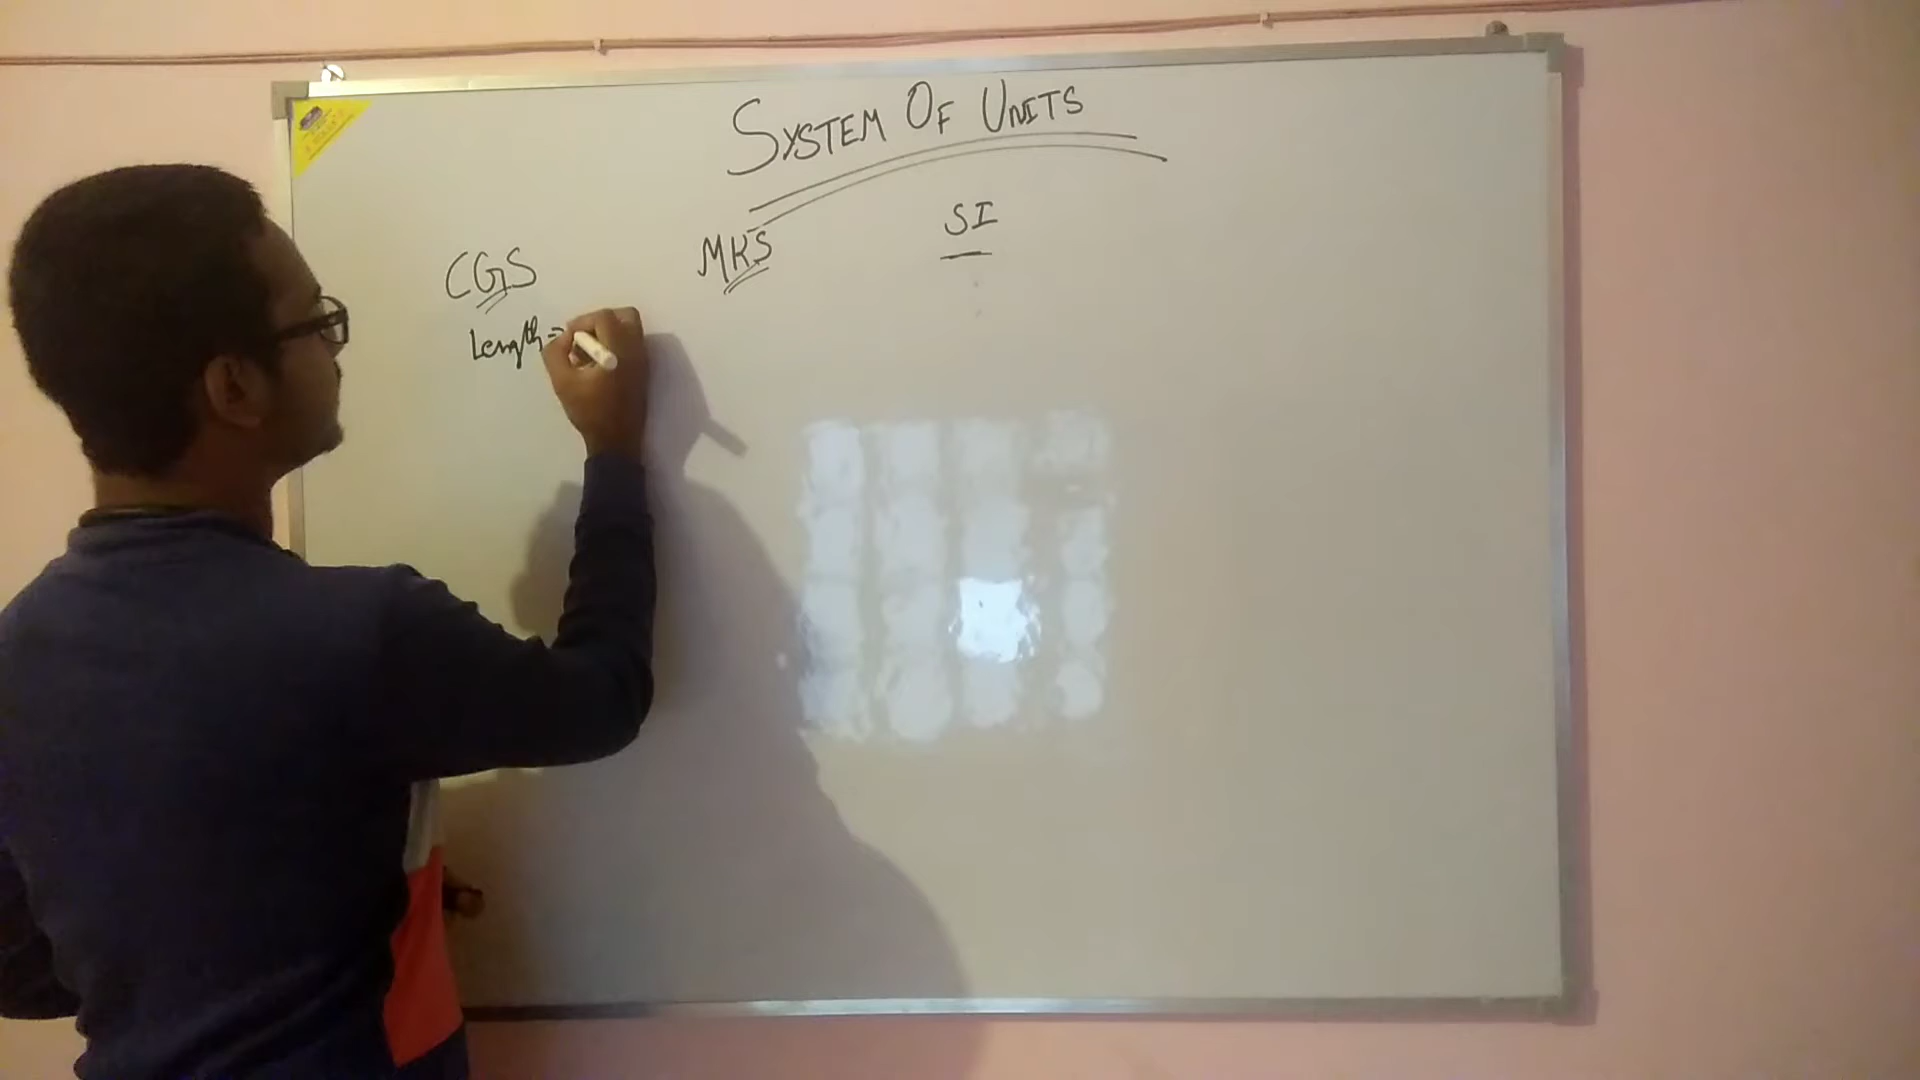 SYSTEM OF UNITS
CGS MKS SI
Length =